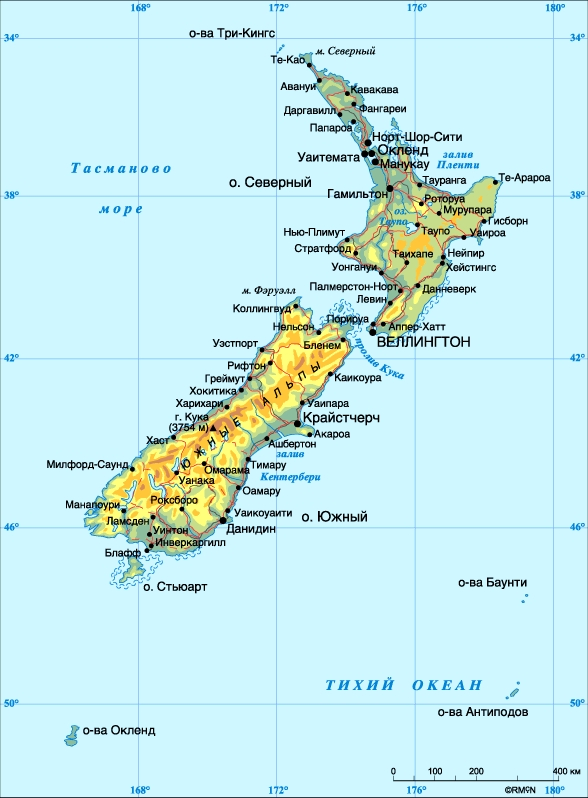 168°
172°
176°
180°
34°
34°
о-ва Три-Кингс
м. Северный
Те-Као
Авануи
Кавакава
Даргавилл
Фангареи
Папароа
Норт-Шор-Сити
Окленд
Уаитемата
Манукау
залив
Пленти
Тасманово
море
о. Северный
Тауранга
Те-Арароа
Гамильтон
38°
38°
Роторуа
Мурупара
оз.
Таупо
Таупо
Гисборн
Уаироа
Нью-Плимут
Стратфорд
Таихапе
Нейпир
Хейстингс
Уонгануи
м. Фэруэлл
Палмерстон-Норт
Данневерк
Левин
Коллингвуд
Порируа
Аппер-Хатт
Нельсон
ВЕЛЛИНГТОН
Уэстпорт
Бленем
пролив Кука
42°
42°
Рифтон
Греймут
Каикоура
Хокитика
ЮЖНЫЕ АЛЬПЫ
Харихари
Уаипара
г. Кука
(3754 м)
Крайстчерч
Хаст
Акароа
Ашбертон
залив
Кентербери
Милфорд-Саунд
Омарама
Тимару
Уанака
Манапоури
Роксборо
Оамару
Ламсден
Уаикоуаити
о. Южный
46°
46°
Уинтон
Данидин
Инверкаргилл
Блафф
о. Стьюарт
о-ва Баунти
ТИХИЙ ОКЕАН
50°
50°
о-ва Антиподов
о-ва Окленд
0 100 200 400 км
168°
172°
176°
180°
©RMcN